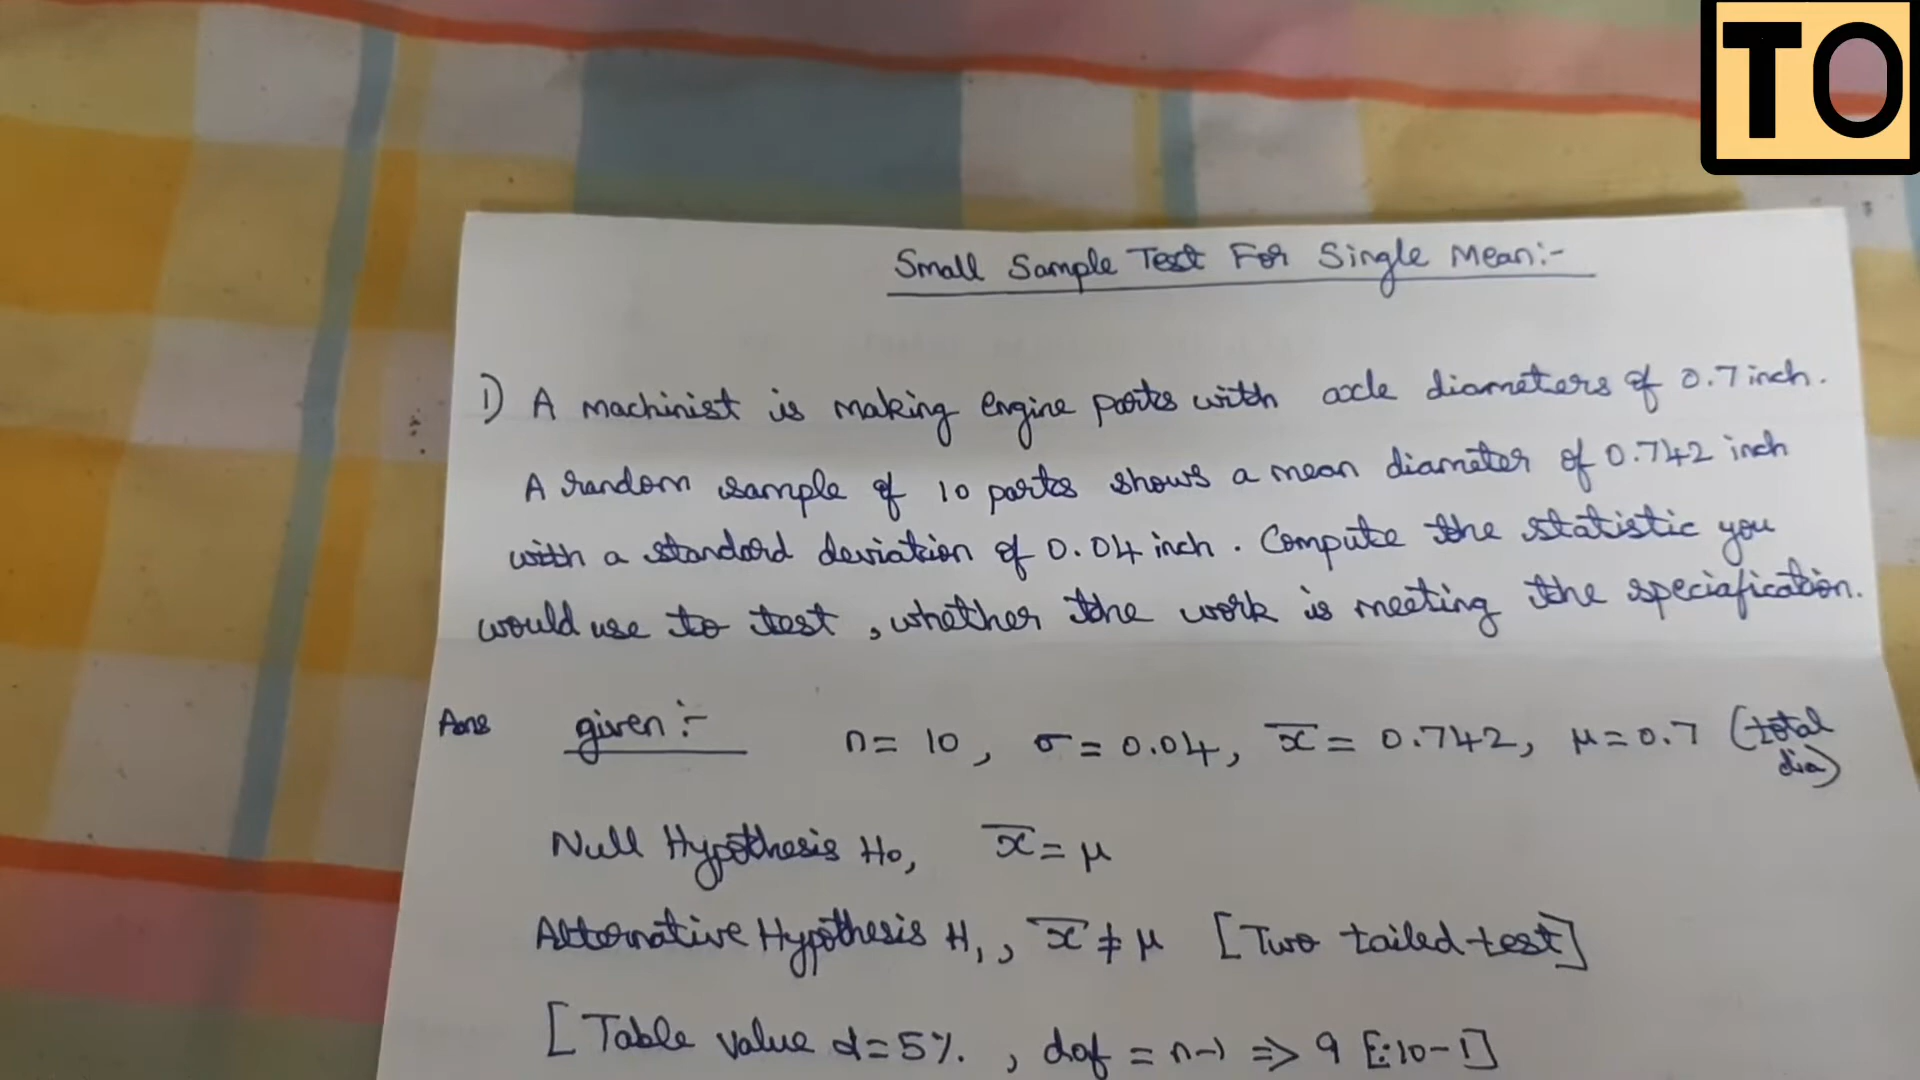 TO
Small Sample Test For Single Mean:-
1) A machinist is making engine parts with axle diameters of 0.7 inch.
A random sample of 10 parts shows a mean diameter of 0.742 inch
with a standard deviation of 0.04 inch. Compute the statistic you
would use to test, whether the work is meeting the speciafication.
Ans given:- n = 10, σ = 0.04, x̅ = 0.742, μ = 0.7 (total
dia)
Null Hypothesis H₀, x̅ = μ
Alternative Hypothesis H₁, x̅ ≠ μ [Two tailed test]
[Table value α = 5%, dof = n-1 => 9 [∵10-1]